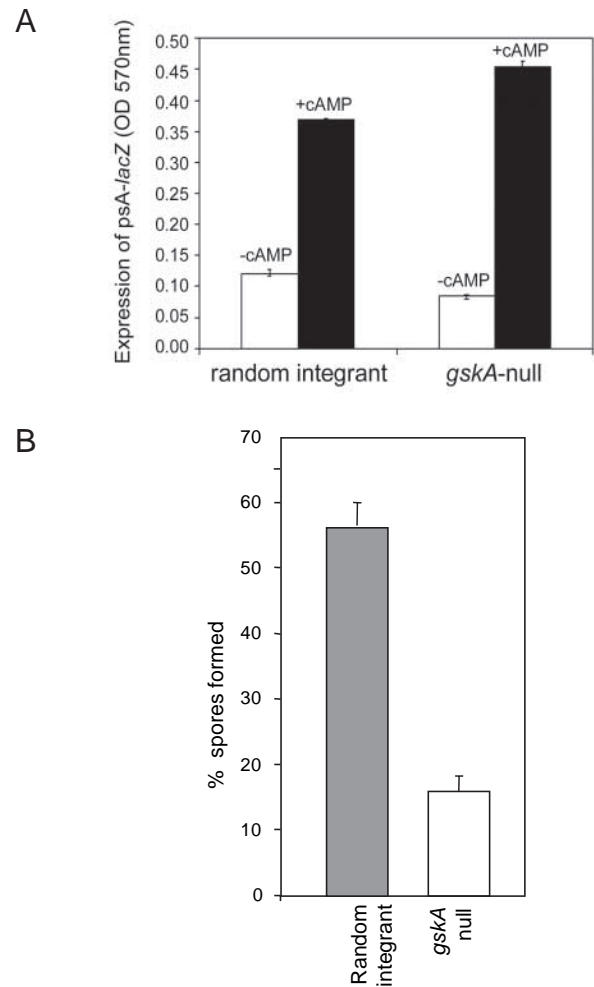 A
Expression of psA-lacZ (OD 570nm)
0.50
0.45
0.40
0.35
0.30
0.25
0.20
0.15
0.10
0.05
0.00
-cAMP
+cAMP
-cAMP
+cAMP
random integrant
gskA-null
B
% spores formed
70
60
50
40
30
20
10
0
Random
integrant
gskA
null